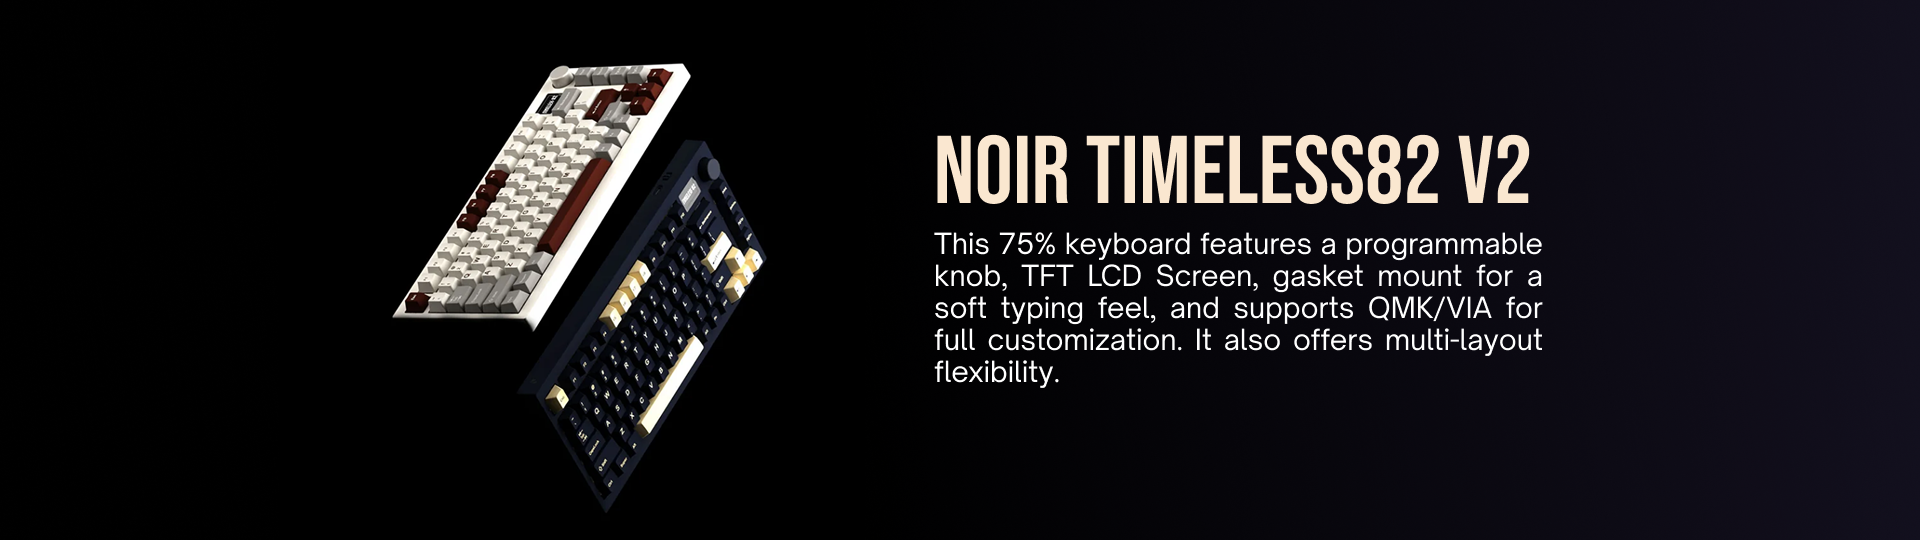 NOIR TIMELESS82 V2
This 75% keyboard features a programmable
knob, TFT LCD Screen, gasket mount for a
soft typing feel, and supports QMK/VIA for
full customization. It also offers multi-layout
flexibility.